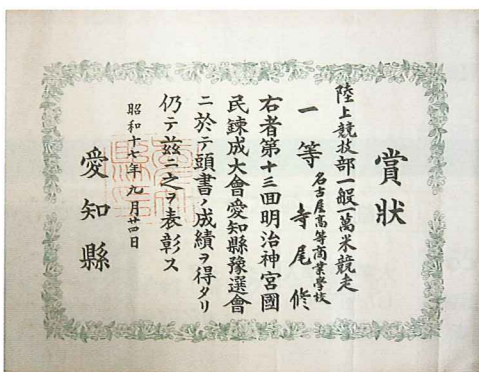 賞狀
陸上競技部一般一萬米競走
一等 名古屋高等商業学校 寺尾修
右者第十三回明治神宮國
民鍊成大會愛知縣豫選會
ニ於テ頭書ノ成績ヲ得タリ
仍テ茲ニ之ヲ表彰ス
昭和十七年九月廿四日
愛知縣